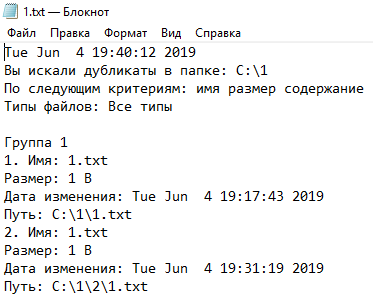 1.txt — Блокнот
Файл Правка Формат Вид Справка
Tue Jun  4 19:40:12 2019
Вы искали дубликаты в папке: C:\1
По следующим критериям: имя размер содержание
Типы файлов: Все типы

Группа 1
1. Имя: 1.txt
Размер: 1 B
Дата изменения: Tue Jun  4 19:17:43 2019
Путь: C:\1\1.txt
2. Имя: 1.txt
Размер: 1 B
Дата изменения: Tue Jun  4 19:31:19 2019
Путь: C:\1\2\1.txt